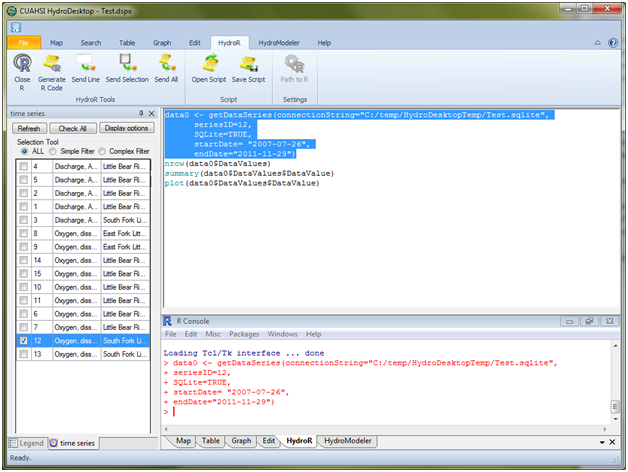 CUAHSI HydroDesktop - Test.dspx
File Map Search Table Graph Edit HydroR HydroModeler Help
Close R
Generate R Code
Send Line
Send Selection
Send All
Open Script
Save Script
Path to R
HydroR Tools
Script
Settings
time series
Refresh Check All Display options
Selection Tool
ALL Simple Filter Complex Filter
4 Discharge, A... Little Bear Ri...
5 Discharge, A... Little Bear Ri...
2 Discharge, A... Little Bear Ri...
1 Discharge, A... Little Bear Ri...
3 Discharge, A... South Fork Li...
8 Oxygen, diss... East Fork Litt...
9 Oxygen, diss... East Fork Litt...
14 Oxygen, diss... Little Bear Ri...
15 Oxygen, diss... Little Bear Ri...
10 Oxygen, diss... Little Bear Ri...
11 Oxygen, diss... Little Bear Ri...
6 Oxygen, diss... Little Bear Ri...
7 Oxygen, diss... Little Bear Ri...
12 Oxygen, diss... South Fork Li...
13 Oxygen, diss... South Fork Li...
Legend time series
data0 <- getDataSeries(connectionString="C:/temp/HydroDesktopTemp/Test.sqlite",
seriesID=12,
SQLite=TRUE,
startDate= "2007-07-26",
endDate="2011-11-29")
nrow(data0$DataValues)
summary(data0$DataValues$DataValue)
plot(data0$DataValues$DataValue)
R Console
File Edit Misc Packages Windows Help
Loading Tcl/Tk interface ... done
> data0 <- getDataSeries(connectionString="C:/temp/HydroDesktopTemp/Test.sqlite",
+ seriesID=12,
+ SQLite=TRUE,
+ startDate= "2007-07-26",
+ endDate="2011-11-29")
>
Map Table Graph Edit HydroR HydroModeler
Ready.